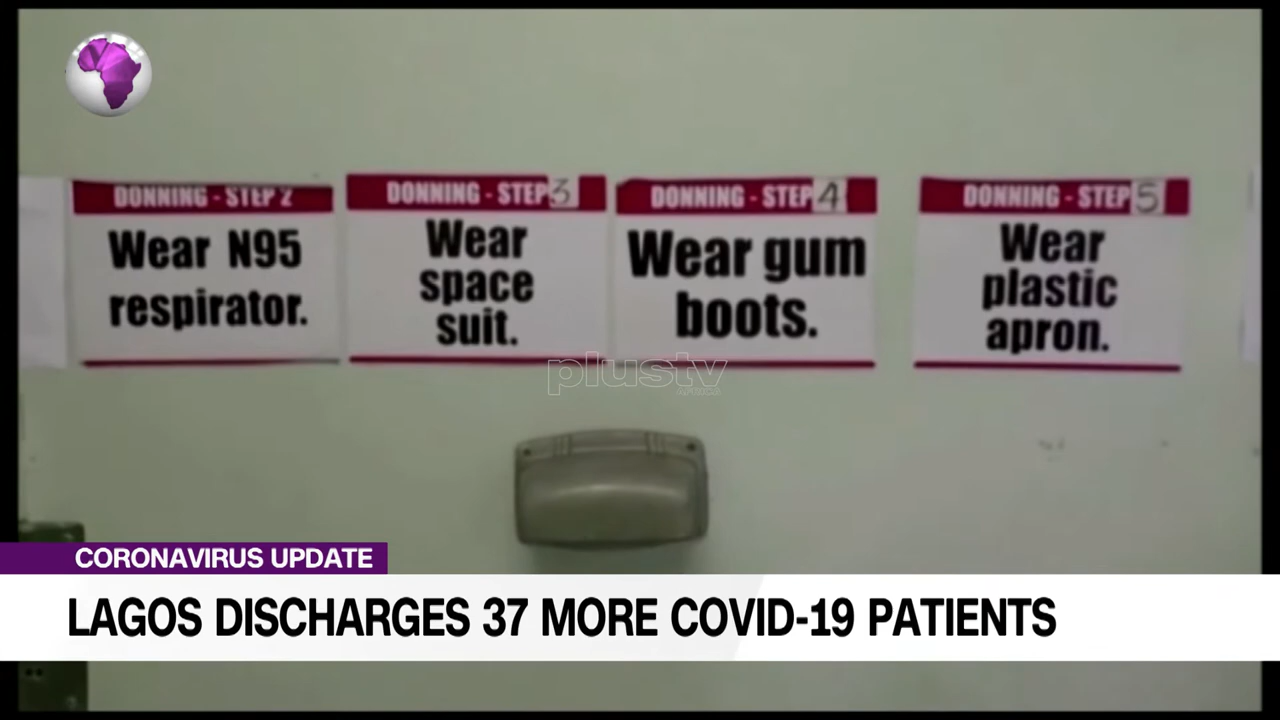 DONNING - STEP 2
Wear N95
respirator.
DONNING - STEP 3
Wear
space
suit.
DONNING - STEP 4
Wear gum
boots.
DONNING - STEP 5
Wear
plastic
apron.
plustv
AFRICA
CORONAVIRUS UPDATE
LAGOS DISCHARGES 37 MORE COVID-19 PATIENTS